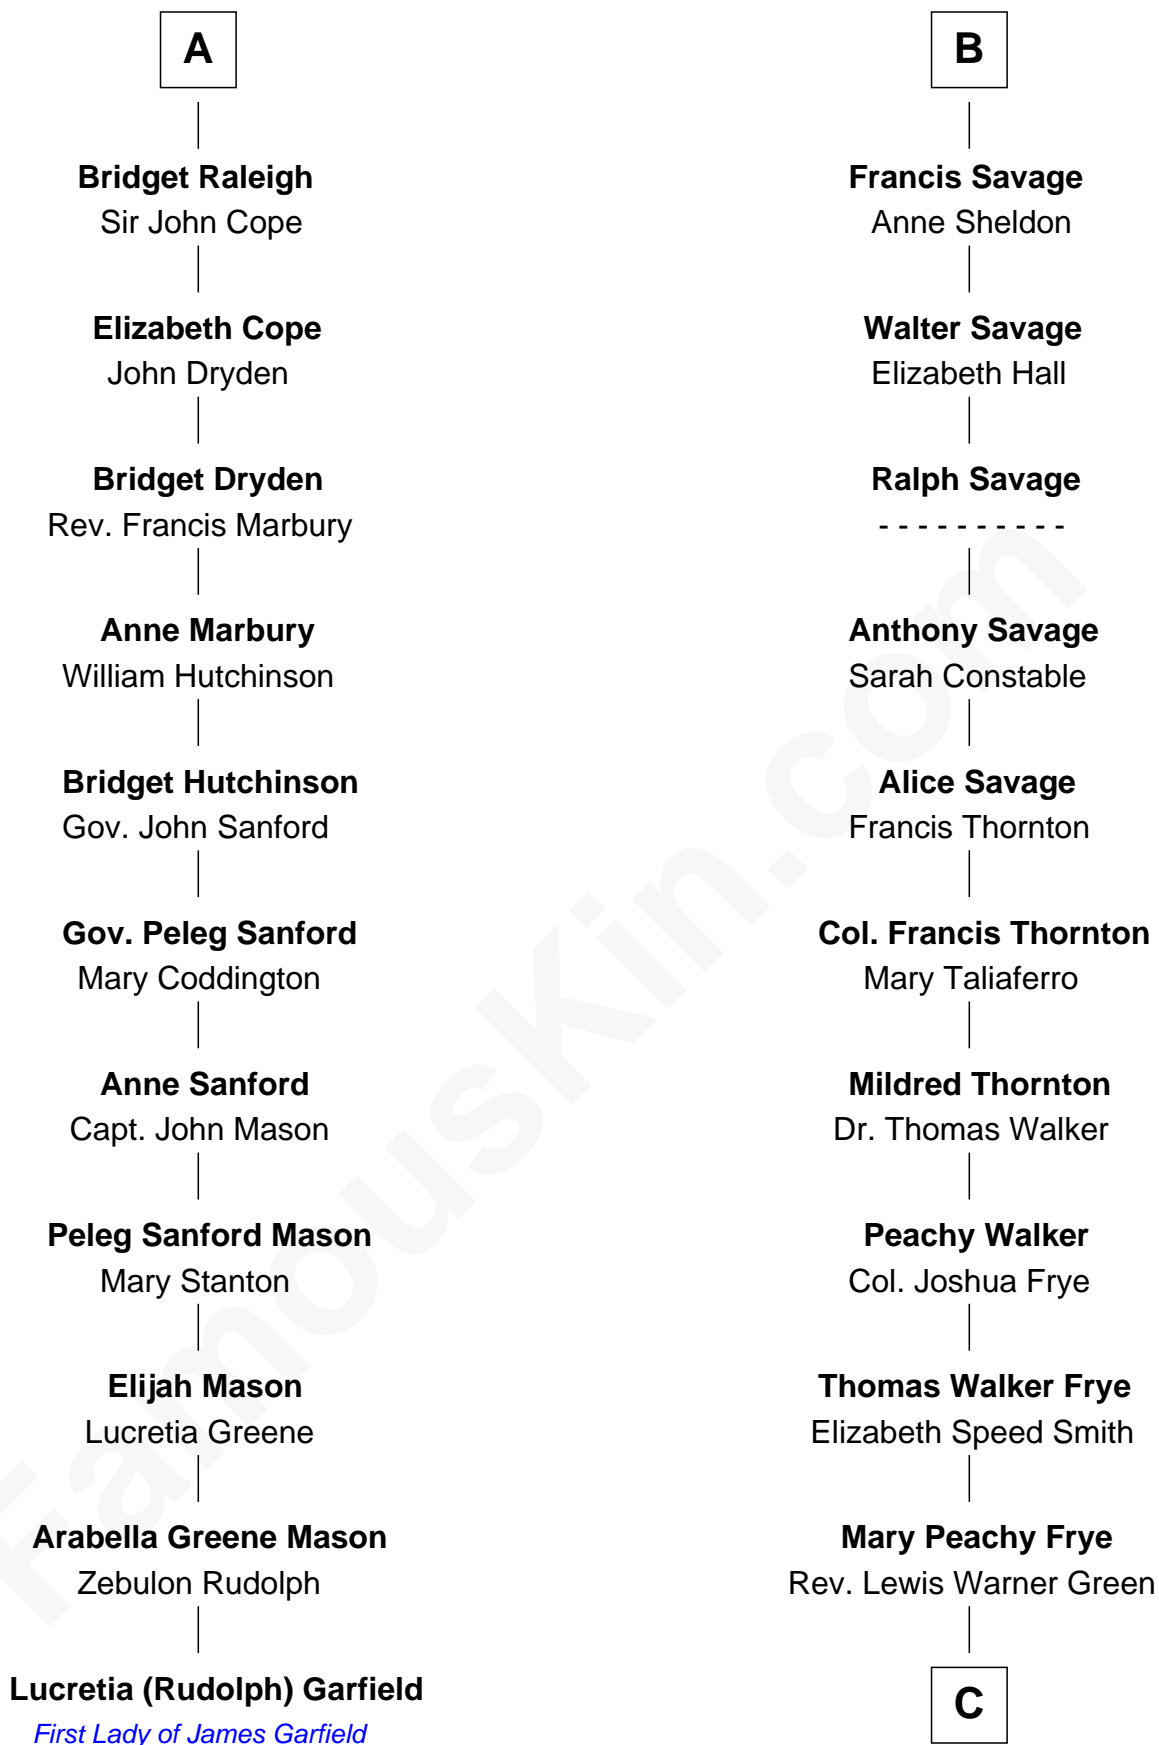 A
Bridget Raleigh
Sir John Cope
Elizabeth Cope
John Dryden
Bridget Dryden
Rev. Francis Marbury
Anne Marbury
William Hutchinson
Bridget Hutchinson
Gov. John Sanford
Gov. Peleg Sanford
Mary Coddington
Anne Sanford
Capt. John Mason
Peleg Sanford Mason
Mary Stanton
Elijah Mason
Lucretia Greene
Arabella Greene Mason
Zebulon Rudolph
Lucretia (Rudolph) Garfield
First Lady of James Garfield
B
Francis Savage
Anne Sheldon
Walter Savage
Elizabeth Hall
Ralph Savage
- - - - - - - - - -
Anthony Savage
Sarah Constable
Alice Savage
Francis Thornton
Col. Francis Thornton
Mary Taliaferro
Mildred Thornton
Dr. Thomas Walker
Peachy Walker
Col. Joshua Frye
Thomas Walker Frye
Elizabeth Speed Smith
Mary Peachy Frye
Rev. Lewis Warner Green
C
FamousKin.com